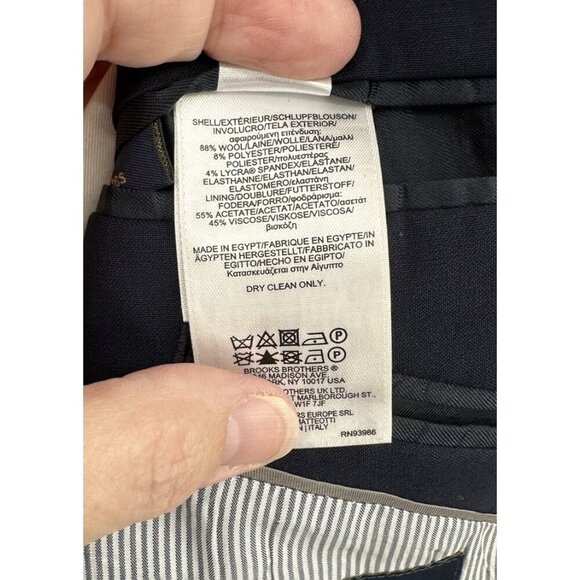 SHELL/EXTÉRIEUR/SCHLUPFBLOUSON/
INVOLUCRO/TELA EXTERIOR/
αφαιρούμενη επένδυση:
88% WOOL/LAINE/WOLLE/LANA/μαλλί
8% POLYESTER/POLIESTERE/
POLIESTER/πολυεστέρας
4% LYCRA® SPANDEX/ELASTANE/
ELASTHANNE/ELASTHAN/ELASTAN/
ELASTOMERO/ελαστάνη
LINING/DOUBLURE/FUTTERSTOFF/
FODERA/FORRO/φοδράρισμα:
55% ACETATE/ACETAT/ACETATO/ασετάτ
45% VISCOSE/VISKOSE/VISCOSA/
βισκόζη
MADE IN EGYPT/FABRIQUE EN EGYPTE/IN
ÄGYPTEN HERGESTELLT/FABBRICATO IN
EGITTO/HECHO EN EGIPTO/
Κατασκευάζεται στην Αίγυπτο
DRY CLEAN ONLY.
P
P
BROOKS BROTHERS ®
MADISON AVE.
NY 10017 USA
BROTHERS UK LTD.
MARLBOROUGH ST.,
W1F 7JF
EUROPE SRL
MATTEOTTI
ITALY
RN93986